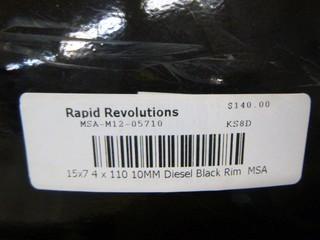 Rapid Revolutions $140.00
MSA-M12-05710 KS8D
15x7 4 x 110 10MM Diesel Black Rim MSA